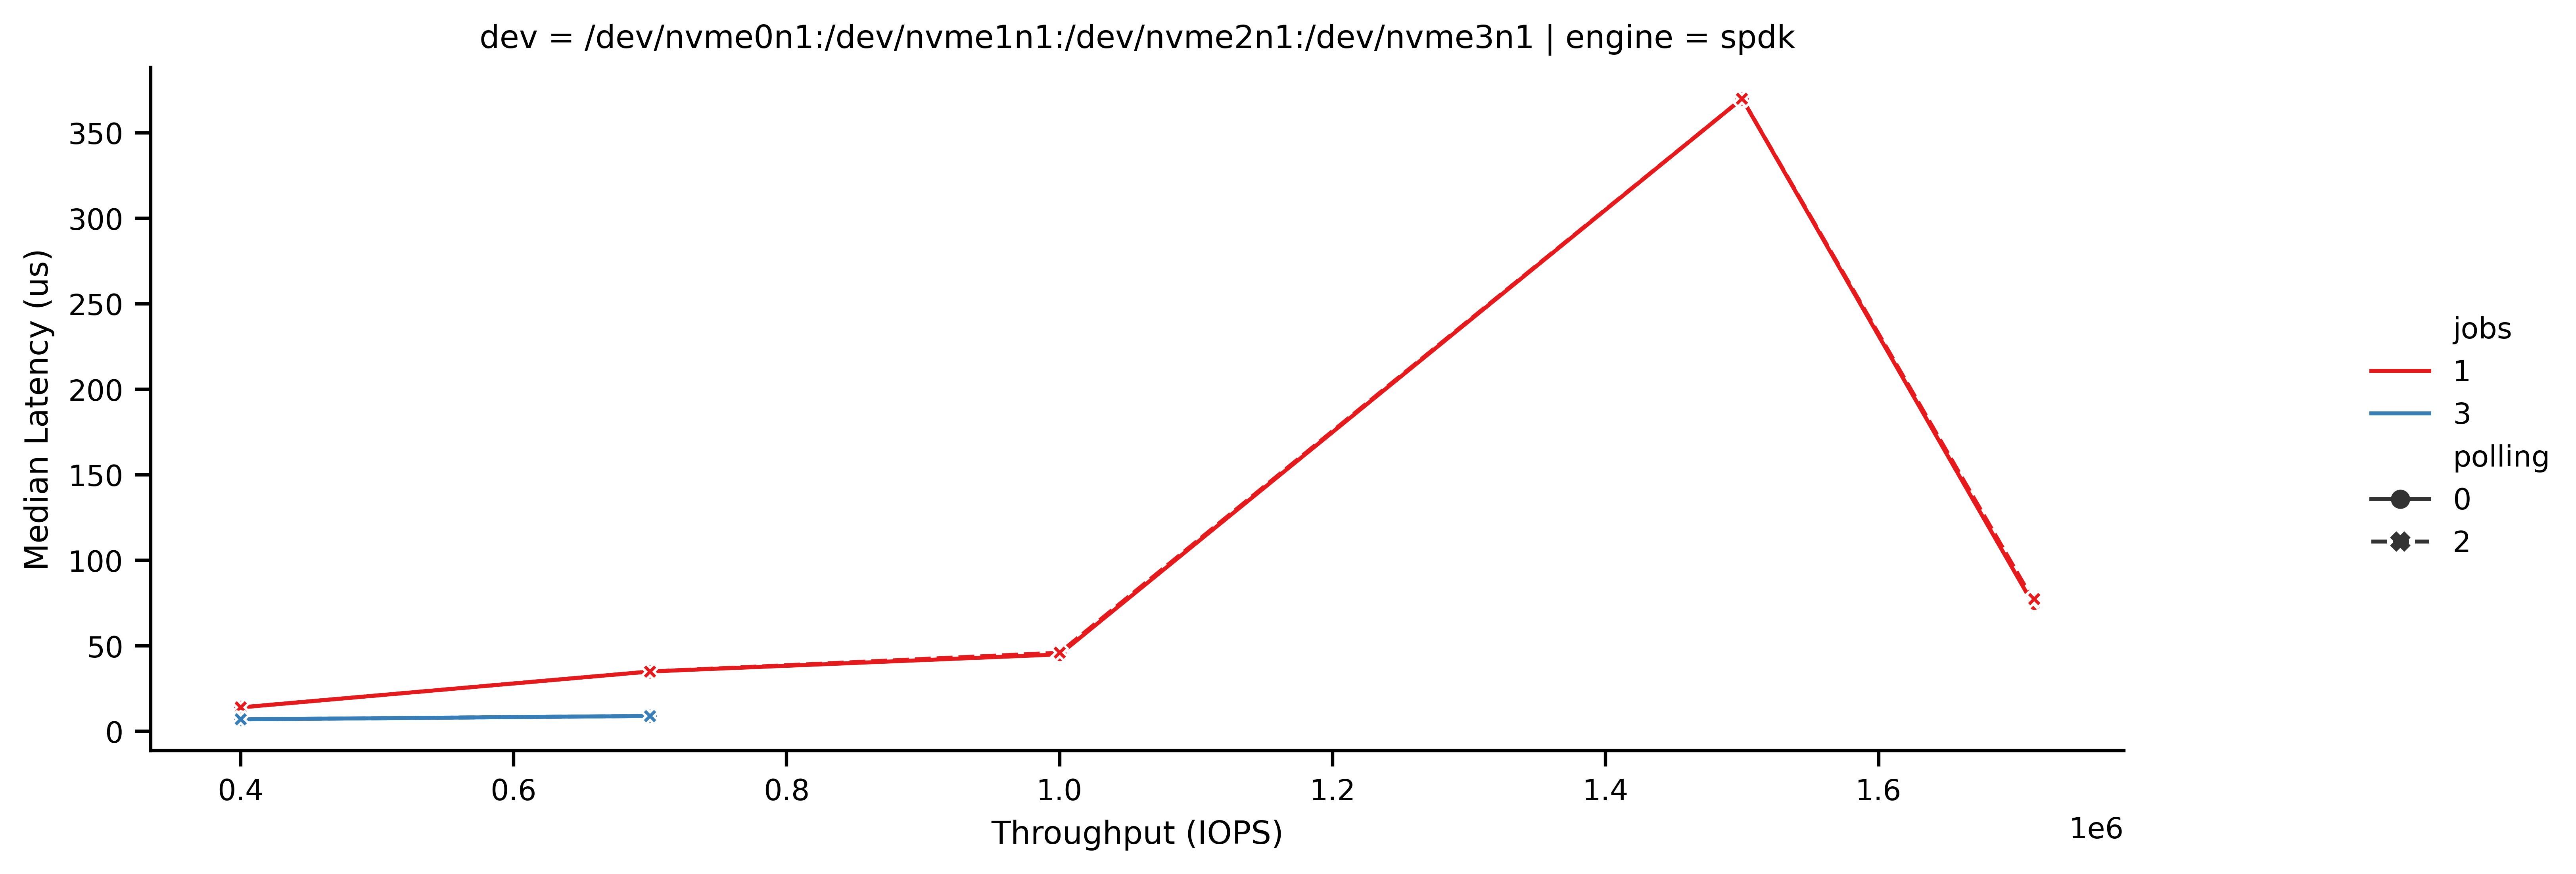 dev = /dev/nvme0n1:/dev/nvme1n1:/dev/nvme2n1:/dev/nvme3n1 | engine = spdk
Median Latency (us)
350
300
250
200
150
100
50
0
0.4 0.6 0.8 1.0 1.2 1.4 1.6
1e6
Throughput (IOPS)
jobs
1
3
polling
0
2